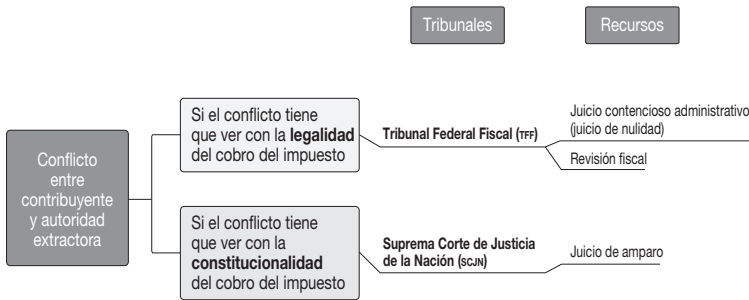 Tribunales
Recursos
Conflicto
entre
contribuyente
y autoridad
extractora
Si el conflicto tiene
que ver con la legalidad
del cobro del impuesto
Tribunal Federal Fiscal (TFF)
Juicio contencioso administrativo
(juicio de nulidad)
Revisión fiscal
Si el conflicto tiene
que ver con la
constitucionalidad
del cobro del impuesto
Suprema Corte de Justicia
de la Nación (SCJN)
Juicio de amparo